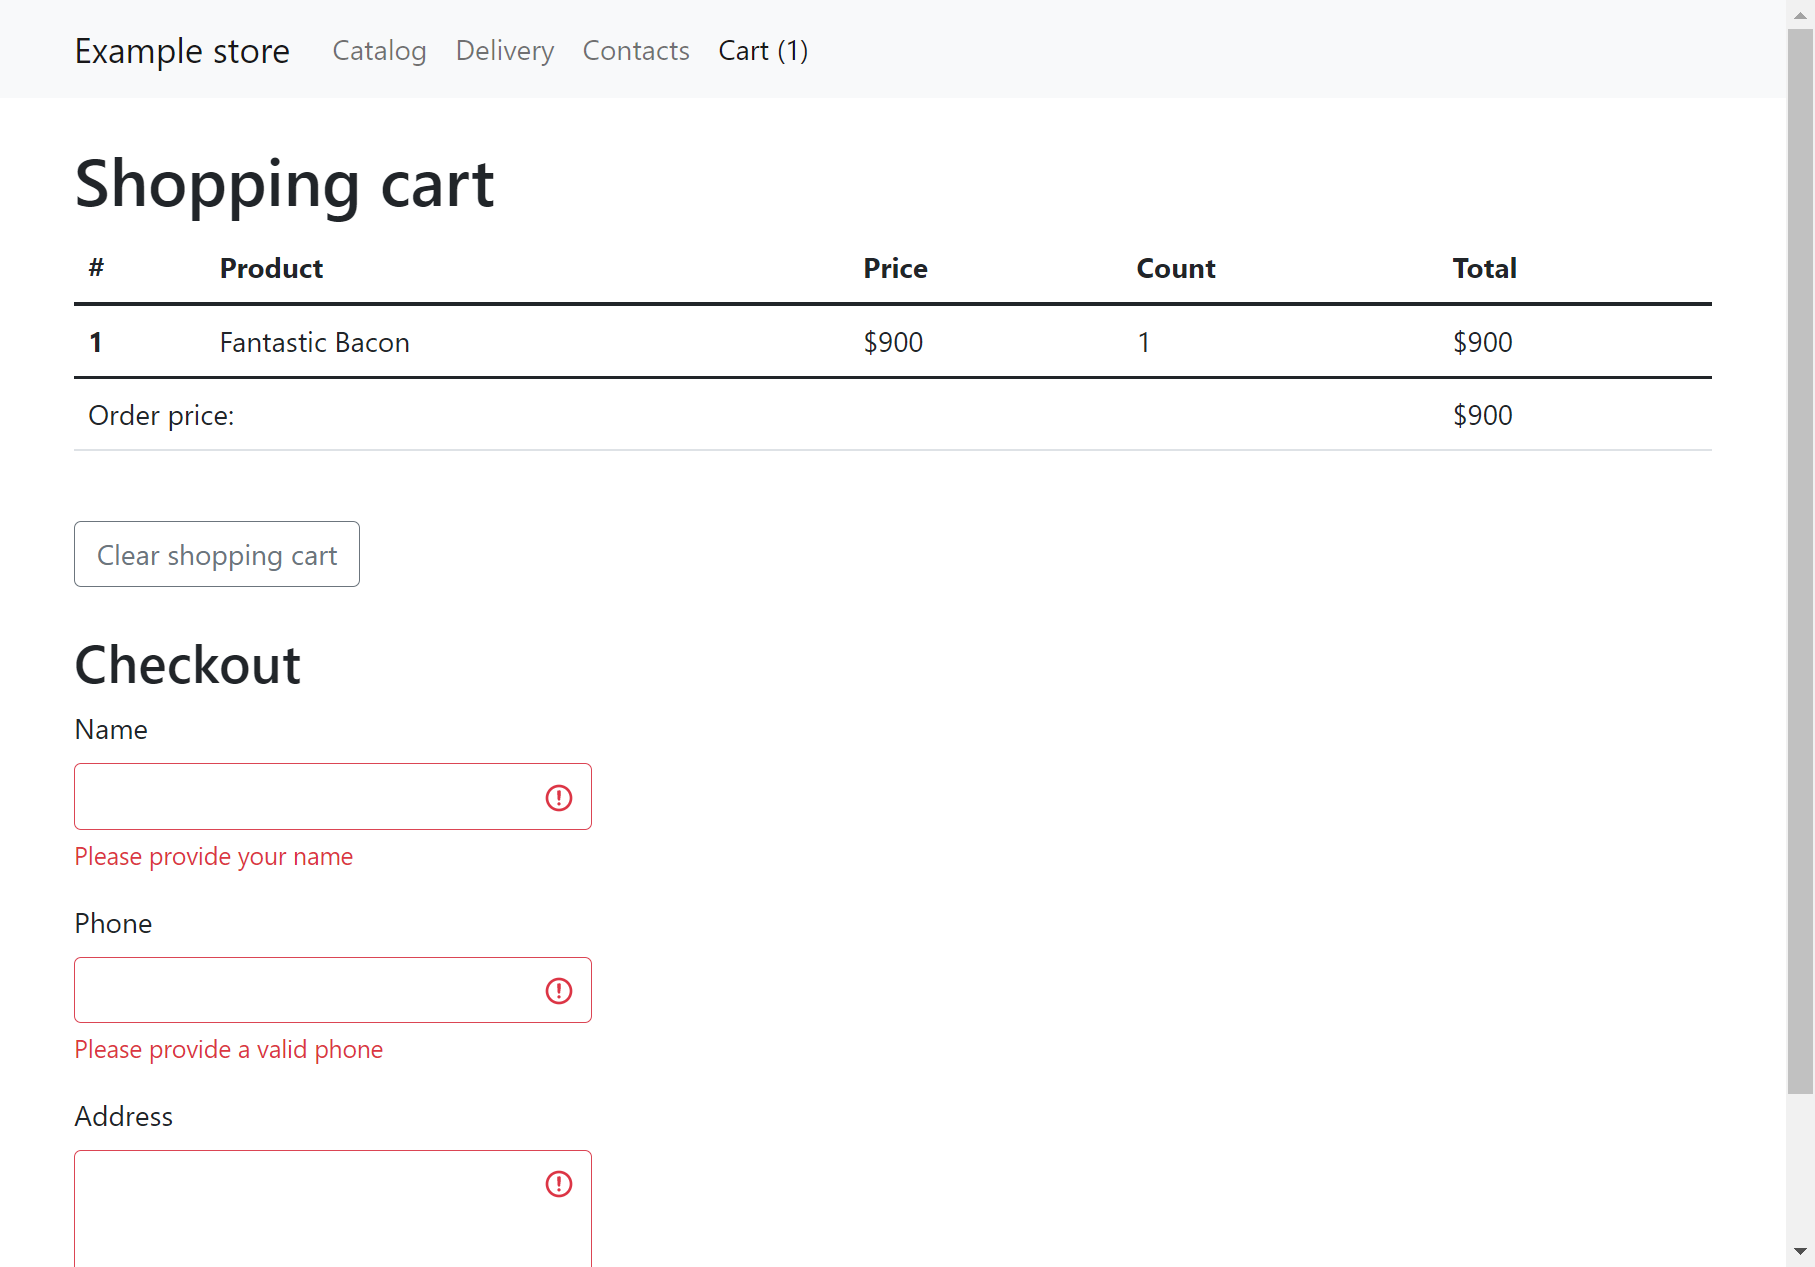 Example store Catalog Delivery Contacts Cart (1)
Shopping cart
# Product Price Count Total
1 Fantastic Bacon $900 1 $900
Order price: $900
Clear shopping cart
Checkout
Name
Please provide your name
Phone
Please provide a valid phone
Address